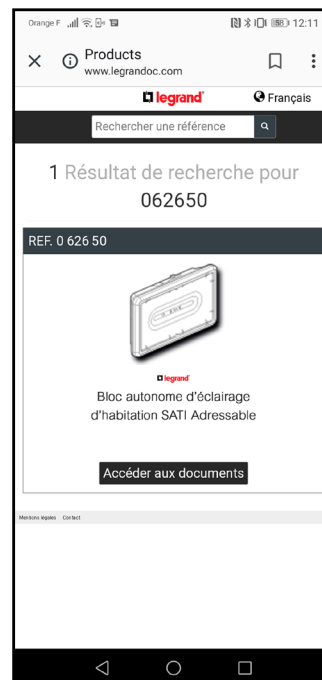 Orange F 12:11
Products
www.legrandoc.com
legrand
Français
Rechercher une référence
1 Résultat de recherche pour
062650
REF. 0 626 50
legrand
Bloc autonome d'éclairage
d'habitation SATI Adressable
Accéder aux documents
Mentions légales Contact